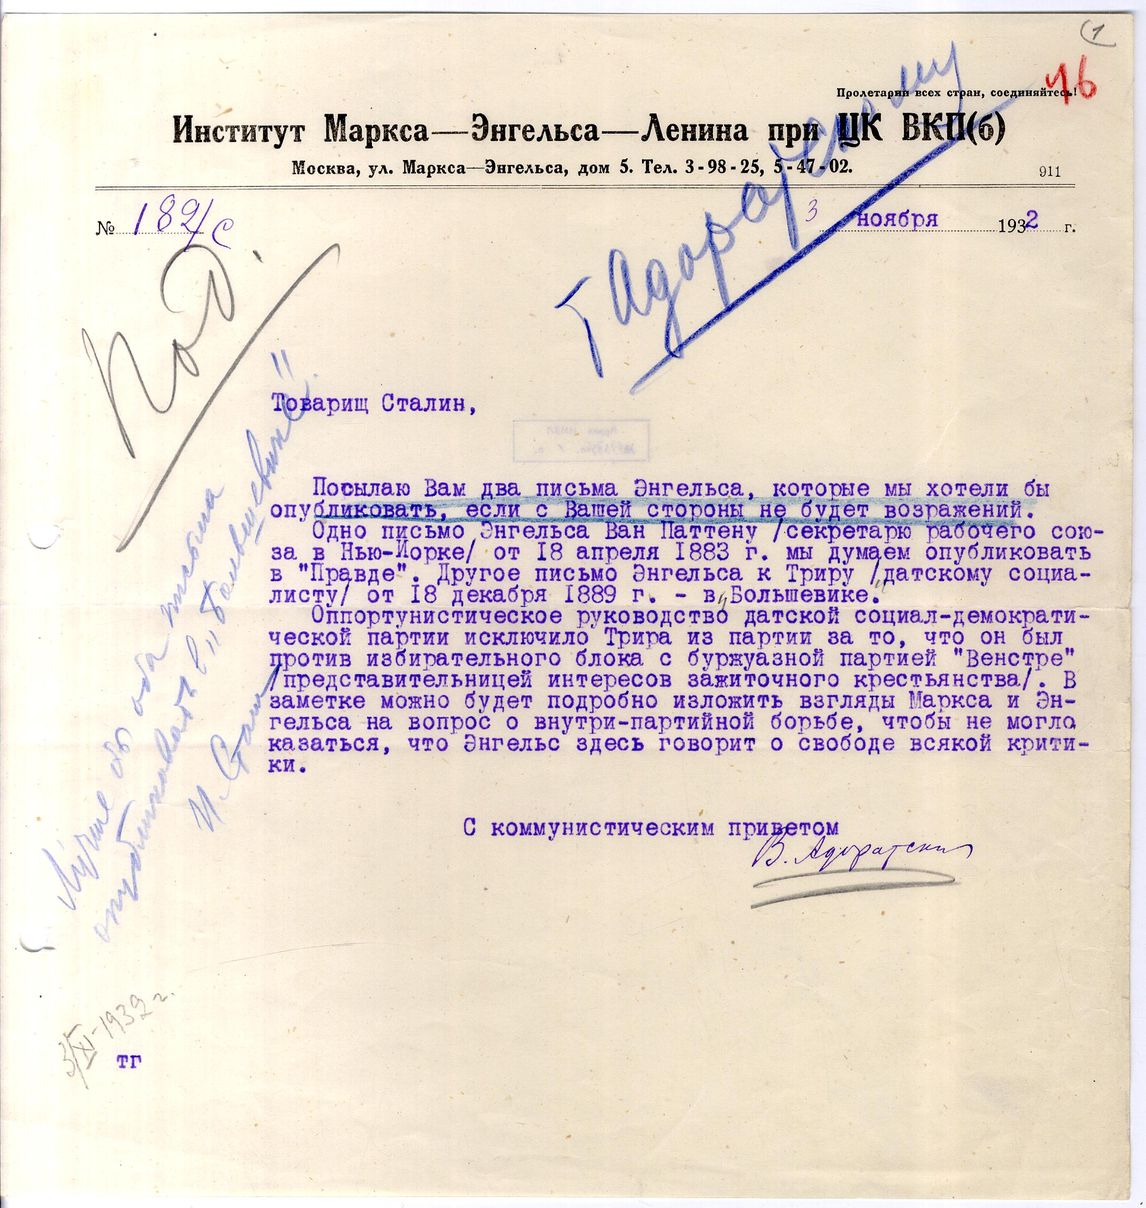 1
Пролетарии всех стран, соединяйтесь!
46
Институт Маркса—Энгельса—Ленина при ЦК ВКП(б)
Москва, ул. Маркса—Энгельса, дом 5. Тел. 3-98-25, 5-47-02.
911
№ 182/с
3 ноября 1932 г.
т Адоратскому
Товарищ Сталин,
Посылаю Вам два письма Энгельса, которые мы хотели бы
опубликовать, если с Вашей стороны не будет возражений.
Одно письмо Энгельса Ван Паттену /секретарю рабочего сою-
за в Нью-Йорке/ от 18 апреля 1883 г. мы думаем опубликовать
в "Правде". Другое письмо Энгельса к Триру /датскому социа-
листу/ от 18 декабря 1889 г. - в „Большевике."
Оппортунистическое руководство датской социал-демократи-
ческой партии исключило Трира из партии за то, что он был
против избирательного блока с буржуазной партией "Венстре"
/представительницей интересов зажиточного крестьянства/. В
заметке можно будет подробно изложить взгляды Маркса и Эн-
гельса на вопрос о внутри-партийной борьбе, чтобы не могло
казаться, что Энгельс здесь говорит о свободе всякой крити-
ки.
С коммунистическим приветом
В. Адоратский
Лучше бы оба письма
опубликовать в „Большевике".
И. Сталин
3/XI-1932 г.
тг